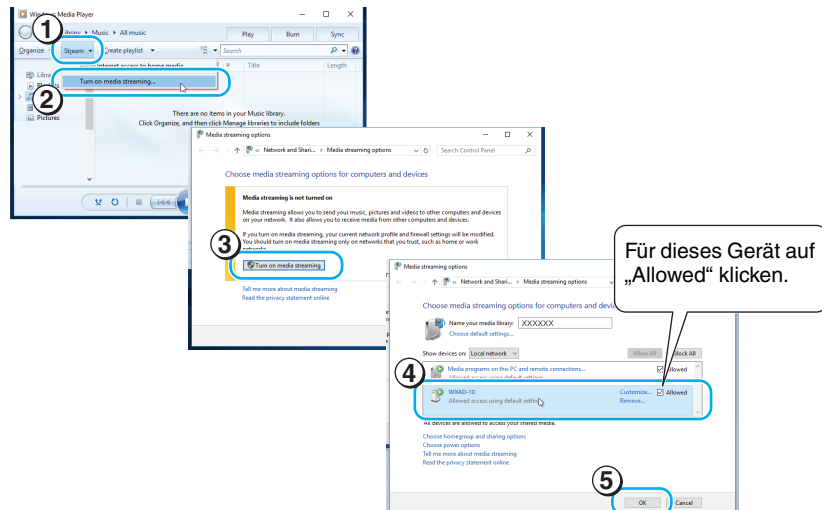 Windows Media Player
1
Library › Music › All music
Play Burn Sync
Organize Stream Create playlist Search
internet access to home media # Title Length
Turn on media streaming...
2
Pictures
There are no items in your Music library.
Click Organize, and then click Manage libraries to include folders
Media streaming options
« Network and Shari... › Media streaming options Search Control Panel
Choose media streaming options for computers and devices
Media streaming is not turned on
Media streaming allows you to send your music, pictures and videos to other computers and devices
on your network. It also allows you to receive media from other computers and devices.
If you turn on media streaming, your current network profile and firewall settings will be modified.
You should turn on media streaming only on networks that you trust, such as home or work
networks.
3
Turn on media streaming
Tell me more about media streaming
Read the privacy statement online
Für dieses Gerät auf
„Allowed“ klicken.
Media streaming options
« Network and Shari... › Media streaming options
Choose media streaming options for computers and
Name your media library: XXXXXX
Choose default settings...
Show devices on: Local network Allow All Block All
4
Media programs on this PC and remote connections... Allowed
Allowed access using default settings
WXAD-10 Customize... Allowed
Allowed access using default settings Remove...
All devices are allowed to access your shared media.
Choose homegroup and sharing options
Choose power options
Tell me more about media streaming
Read the privacy statement online
5
OK Cancel